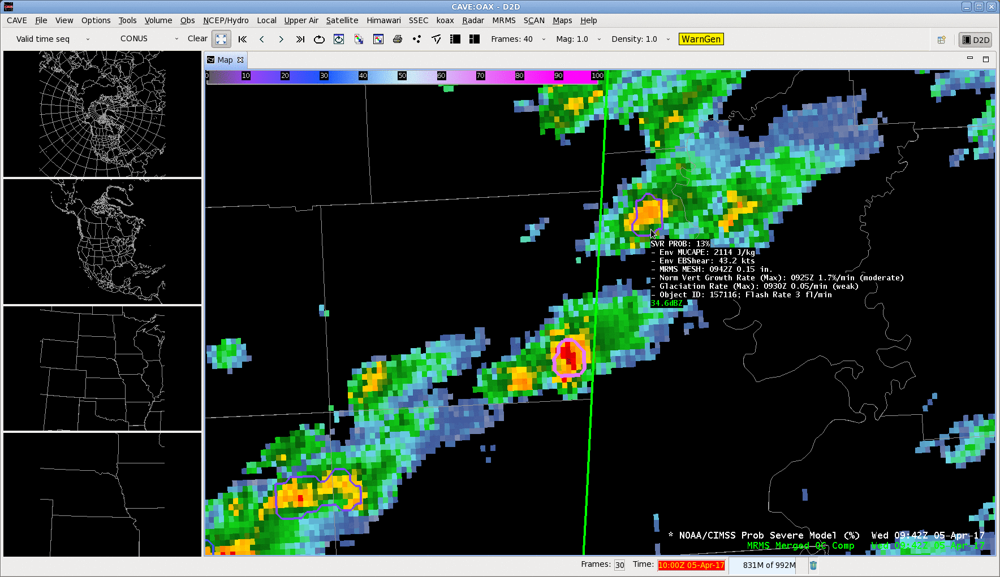 CAVE:OAX - D2D
CAVE File View Options Tools Volume Obs NCEP/Hydro Local Upper Air Satellite Himawari SSEC koax Radar MRMS SCAN Maps Help
Valid time seq CONUS Clear Frames: 40 Mag: 1.0 Density: 1.0 WarnGen D2D
Map
0 10 20 30 40 50 60 70 80 90 100
SVR PROB: 13%
- Env MUCAPE: 2114 J/kg
- Env EBShear: 43.2 kts
- MRMS MESH: 0942Z 0.15 in.
- Norm Vert Growth Rate (Max): 0925Z 1.7%/min (moderate)
- Glaciation Rate (Max): 0930Z 0.05/min (weak)
- Object ID: 157116; Flash Rate 3 fl/min
34.6dBZ
* NOAA/CIMSS Prob Severe Model (%) Wed 09:42Z 05-Apr-17
MRMS Merged QC Comp Wed 09:42Z 05-Apr-17
Frames: 30 Time: 10:00Z 05-Apr-17 831M of 992M